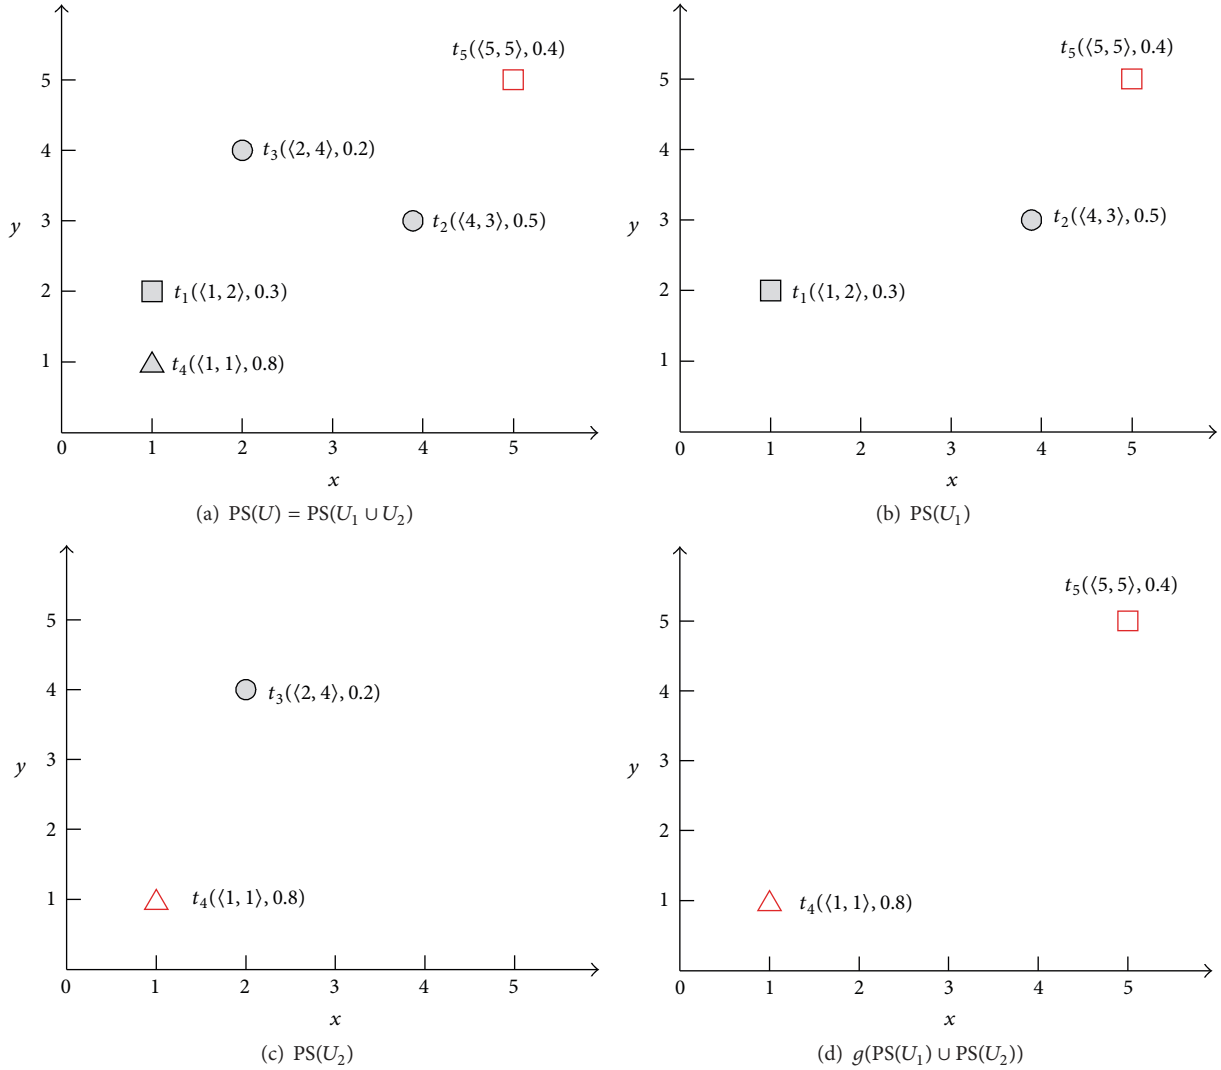 t₅(⟨5, 5⟩, 0.4)
5
4
t₃(⟨2, 4⟩, 0.2)
y
3
t₂(⟨4, 3⟩, 0.5)
2
t₁(⟨1, 2⟩, 0.3)
1
t₄(⟨1, 1⟩, 0.8)
0 1 2 3 4 5
x
(a) PS(U) = PS(U₁ ∪ U₂)
t₅(⟨5, 5⟩, 0.4)
5
4
y
3
t₂(⟨4, 3⟩, 0.5)
2
t₁(⟨1, 2⟩, 0.3)
1
0 1 2 3 4 5
x
(b) PS(U₁)
5
4
t₃(⟨2, 4⟩, 0.2)
3
y
2
1
t₄(⟨1, 1⟩, 0.8)
0 1 2 3 4 5
x
(c) PS(U₂)
t₅(⟨5, 5⟩, 0.4)
5
4
3
y
2
1
t₄(⟨1, 1⟩, 0.8)
0 1 2 3 4 5
x
(d) g(PS(U₁) ∪ PS(U₂))